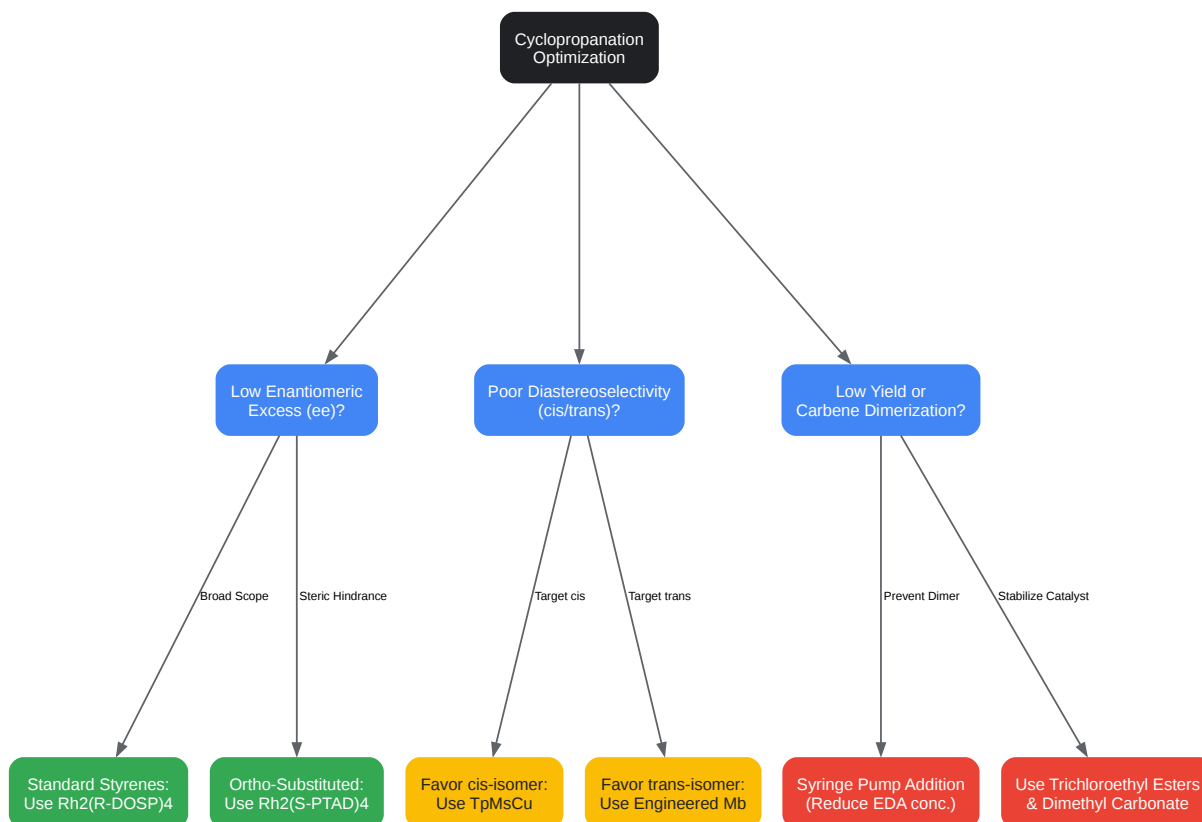 Cyclopropanation
Optimization
Low Enantiomeric
Excess (ee)?
Poor Diastereoselectivity
(cis/trans)?
Low Yield or
Carbene Dimerization?
Broad Scope
Steric Hindrance
Target cis
Target trans
Prevent Dimer
Stabilize Catalyst
Standard Styrenes:
Use Rh2(R-DOSP)4
Ortho-Substituted:
Use Rh2(S-PTAD)4
Favor cis-isomer:
Use TpMsCu
Favor trans-isomer:
Use Engineered Mb
Syringe Pump Addition
(Reduce EDA conc.)
Use Trichloroethyl Esters
& Dimethyl Carbonate